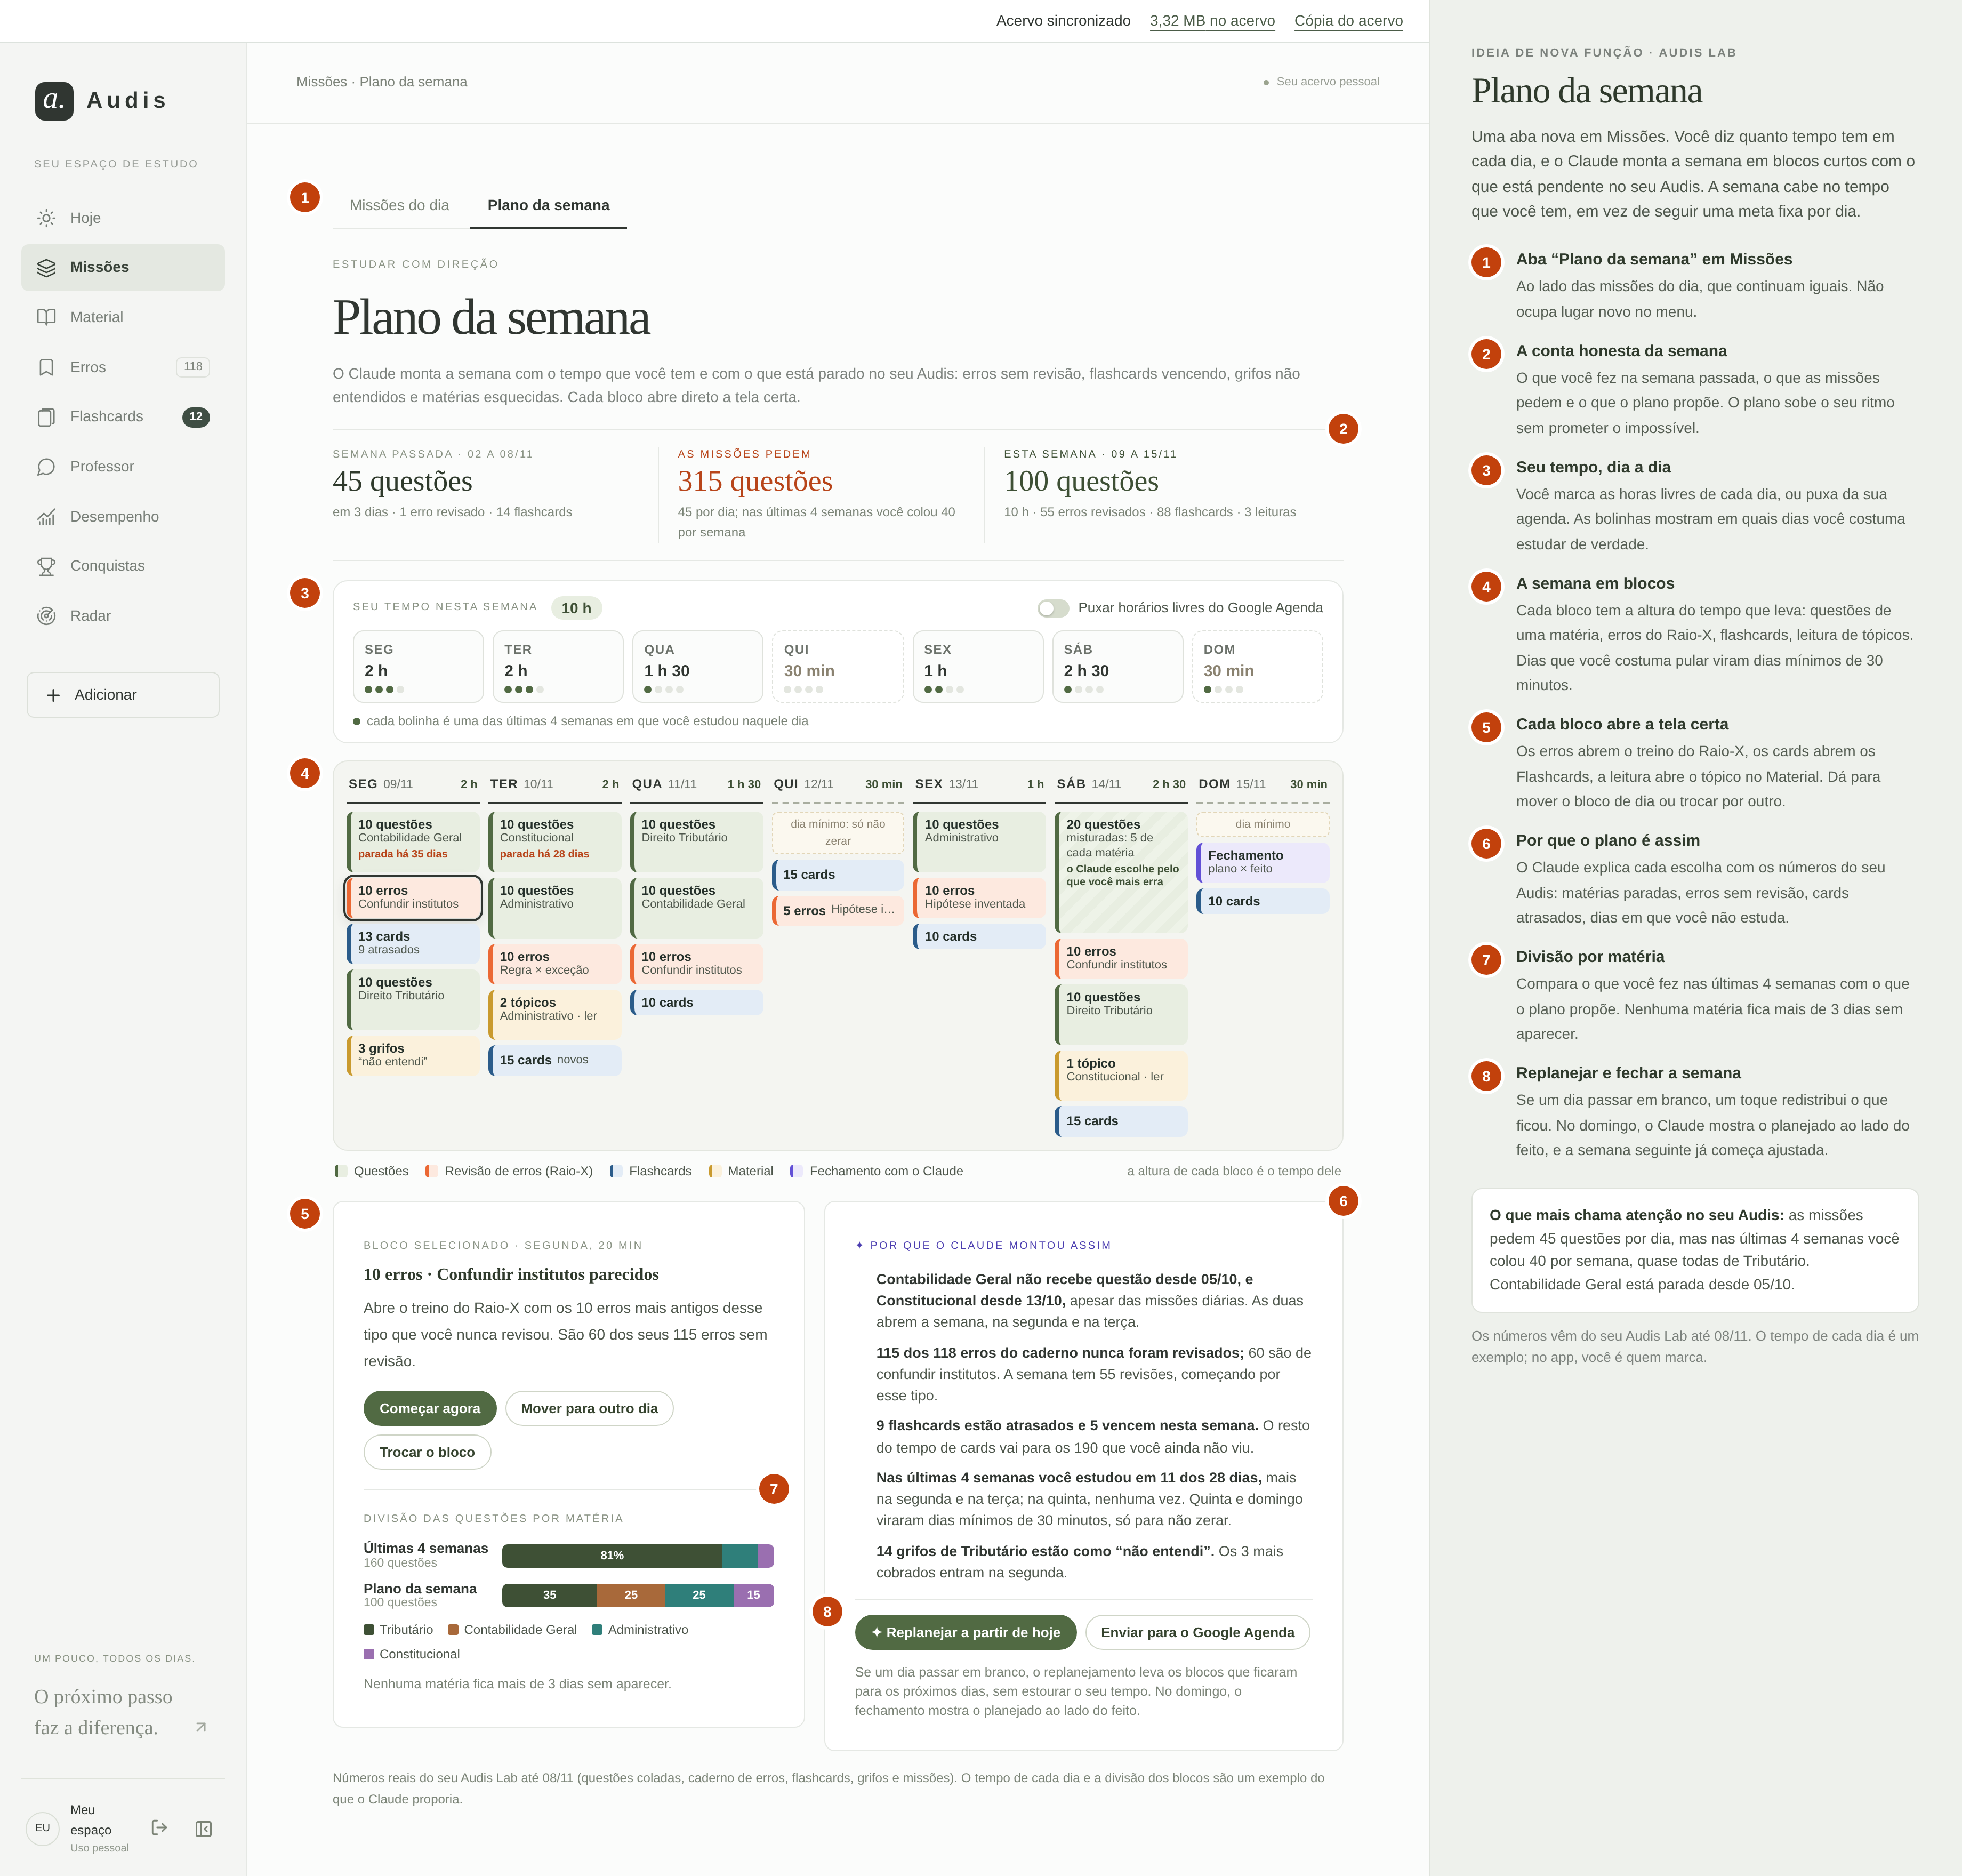 Acervo sincronizado 3,32 MB no acervo Cópia do acervo
a. Audis
SEU ESPAÇO DE ESTUDO
Hoje
Missões
Material
Erros 118
Flashcards 12
Professor
Desempenho
Conquistas
Radar
Adicionar
UM POUCO, TODOS OS DIAS.
O próximo passo
faz a diferença.
EU
Meu
espaço
Uso pessoal
Missões · Plano da semana
Seu acervo pessoal
1
Missões do dia Plano da semana
ESTUDAR COM DIREÇÃO
Plano da semana
O Claude monta a semana com o tempo que você tem e com o que está parado no seu Audis: erros sem revisão, flashcards vencendo, grifos não
entendidos e matérias esquecidas. Cada bloco abre direto a tela certa.
2
SEMANA PASSADA · 02 A 08/11
45 questões
em 3 dias · 1 erro revisado · 14 flashcards
AS MISSÕES PEDEM
315 questões
45 por dia; nas últimas 4 semanas você colou 40
por semana
ESTA SEMANA · 09 A 15/11
100 questões
10 h · 55 erros revisados · 88 flashcards · 3 leituras
3
SEU TEMPO NESTA SEMANA 10 h
Puxar horários livres do Google Agenda
SEG
2 h
TER
2 h
QUA
1 h 30
QUI
30 min
SEX
1 h
SÁB
2 h 30
DOM
30 min
cada bolinha é uma das últimas 4 semanas em que você estudou naquele dia
4
SEG 09/11 2 h
10 questões
Contabilidade Geral
parada há 35 dias
10 erros
Confundir institutos
13 cards
9 atrasados
10 questões
Direito Tributário
3 grifos
“não entendi”
TER 10/11 2 h
10 questões
Constitucional
parada há 28 dias
10 questões
Administrativo
10 erros
Regra × exceção
2 tópicos
Administrativo · ler
15 cards novos
QUA 11/11 1 h 30
10 questões
Direito Tributário
10 questões
Contabilidade Geral
10 erros
Confundir institutos
10 cards
QUI 12/11 30 min
dia mínimo: só não
zerar
15 cards
5 erros Hipótese i…
SEX 13/11 1 h
10 questões
Administrativo
10 erros
Hipótese inventada
10 cards
SÁB 14/11 2 h 30
20 questões
misturadas: 5 de
cada matéria
o Claude escolhe pelo
que você mais erra
10 erros
Confundir institutos
10 questões
Direito Tributário
1 tópico
Constitucional · ler
15 cards
DOM 15/11 30 min
dia mínimo
Fechamento
plano × feito
10 cards
Questões Revisão de erros (Raio-X) Flashcards Material Fechamento com o Claude
a altura de cada bloco é o tempo dele
5
BLOCO SELECIONADO · SEGUNDA, 20 MIN
10 erros · Confundir institutos parecidos
Abre o treino do Raio-X com os 10 erros mais antigos desse
tipo que você nunca revisou. São 60 dos seus 115 erros sem
revisão.
Começar agora Mover para outro dia
Trocar o bloco
7
DIVISÃO DAS QUESTÕES POR MATÉRIA
Últimas 4 semanas
160 questões
81%
Plano da semana
100 questões
35 25 25 15
Tributário Contabilidade Geral Administrativo
Constitucional
Nenhuma matéria fica mais de 3 dias sem aparecer.
6
✦ POR QUE O CLAUDE MONTOU ASSIM
Contabilidade Geral não recebe questão desde 05/10, e
Constitucional desde 13/10, apesar das missões diárias. As duas
abrem a semana, na segunda e na terça.
115 dos 118 erros do caderno nunca foram revisados; 60 são de
confundir institutos. A semana tem 55 revisões, começando por
esse tipo.
9 flashcards estão atrasados e 5 vencem nesta semana. O resto
do tempo de cards vai para os 190 que você ainda não viu.
Nas últimas 4 semanas você estudou em 11 dos 28 dias, mais
na segunda e na terça; na quinta, nenhuma vez. Quinta e domingo
viraram dias mínimos de 30 minutos, só para não zerar.
14 grifos de Tributário estão como “não entendi”. Os 3 mais
cobrados entram na segunda.
8
✦ Replanejar a partir de hoje Enviar para o Google Agenda
Se um dia passar em branco, o replanejamento leva os blocos que ficaram
para os próximos dias, sem estourar o seu tempo. No domingo, o
fechamento mostra o planejado ao lado do feito.
Números reais do seu Audis Lab até 08/11 (questões coladas, caderno de erros, flashcards, grifos e missões). O tempo de cada dia e a divisão dos blocos são um exemplo do
que o Claude proporia.
IDEIA DE NOVA FUNÇÃO · AUDIS LAB
Plano da semana
Uma aba nova em Missões. Você diz quanto tempo tem em
cada dia, e o Claude monta a semana em blocos curtos com o
que está pendente no seu Audis. A semana cabe no tempo
que você tem, em vez de seguir uma meta fixa por dia.
1
Aba “Plano da semana” em Missões
Ao lado das missões do dia, que continuam iguais. Não
ocupa lugar novo no menu.
2
A conta honesta da semana
O que você fez na semana passada, o que as missões
pedem e o que o plano propõe. O plano sobe o seu ritmo
sem prometer o impossível.
3
Seu tempo, dia a dia
Você marca as horas livres de cada dia, ou puxa da sua
agenda. As bolinhas mostram em quais dias você costuma
estudar de verdade.
4
A semana em blocos
Cada bloco tem a altura do tempo que leva: questões de
uma matéria, erros do Raio-X, flashcards, leitura de tópicos.
Dias que você costuma pular viram dias mínimos de 30
minutos.
5
Cada bloco abre a tela certa
Os erros abrem o treino do Raio-X, os cards abrem os
Flashcards, a leitura abre o tópico no Material. Dá para
mover o bloco de dia ou trocar por outro.
6
Por que o plano é assim
O Claude explica cada escolha com os números do seu
Audis: matérias paradas, erros sem revisão, cards
atrasados, dias em que você não estuda.
7
Divisão por matéria
Compara o que você fez nas últimas 4 semanas com o que
o plano propõe. Nenhuma matéria fica mais de 3 dias sem
aparecer.
8
Replanejar e fechar a semana
Se um dia passar em branco, um toque redistribui o que
ficou. No domingo, o Claude mostra o planejado ao lado do
feito, e a semana seguinte já começa ajustada.
O que mais chama atenção no seu Audis: as missões
pedem 45 questões por dia, mas nas últimas 4 semanas você
colou 40 por semana, quase todas de Tributário.
Contabilidade Geral está parada desde 05/10.
Os números vêm do seu Audis Lab até 08/11. O tempo de cada dia é um
exemplo; no app, você é quem marca.